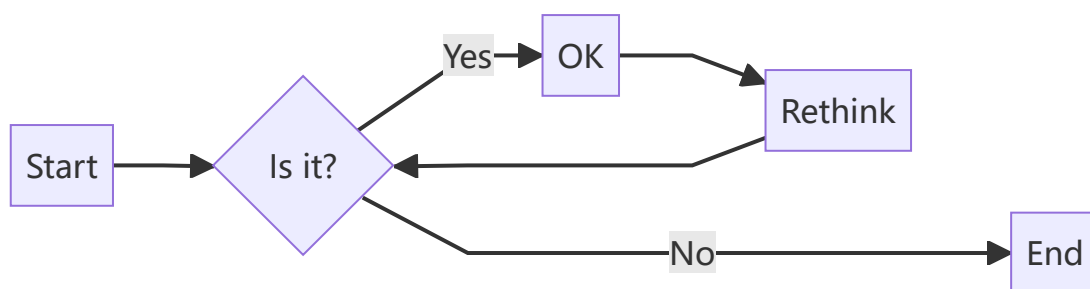 Start
Is it?
Yes
OK
Rethink
No
End